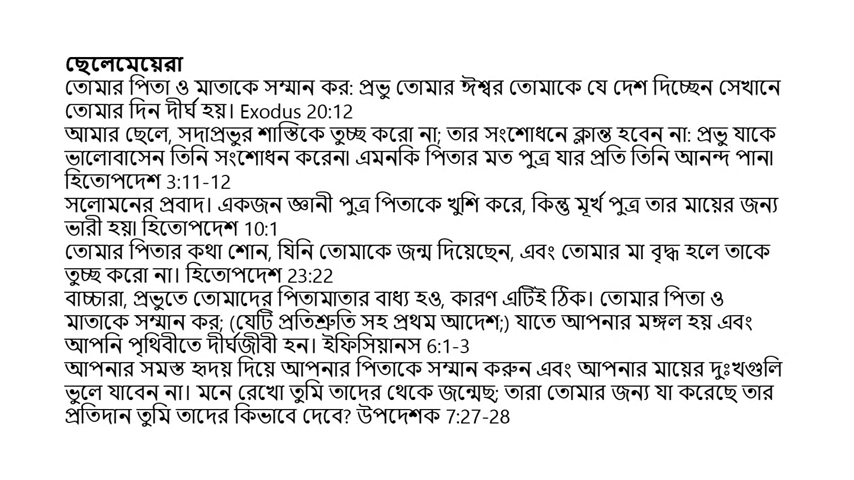 ছেলেমেয়েরা
তোমার পিতা ও মাতাকে সম্মান কর: প্রভু তোমার ঈশ্বর তোমাকে যে দেশ দিচ্ছেন সেখানে
তোমার দিন দীর্ঘ হয়। Exodus 20:12
আমার ছেলে, সদাপ্রভুর শাস্তিকে তুচ্ছ করো না; তার সংশোধনে ক্লান্ত হবেন না: প্রভু যাকে
ভালোবাসেন তিনি সংশোধন করেন৷ এমনকি পিতার মত পুত্র যার প্রতি তিনি আনন্দ পান৷
হিতোপদেশ 3:11-12
সলোমনের প্রবাদ। একজন জ্ঞানী পুত্র পিতাকে খুশি করে, কিন্তু মূর্খ পুত্র তার মায়ের জন্য
ভারী হয়৷ হিতোপদেশ 10:1
তোমার পিতার কথা শোন, যিনি তোমাকে জন্ম দিয়েছেন, এবং তোমার মা বৃদ্ধ হলে তাকে
তুচ্ছ করো না। হিতোপদেশ 23:22
বাচ্চারা, প্রভুতে তোমাদের পিতামাতার বাধ্য হও, কারণ এটিই ঠিক। তোমার পিতা ও
মাতাকে সম্মান কর; (যেটি প্রতিশ্রুতি সহ প্রথম আদেশ;) যাতে আপনার মঙ্গল হয় এবং
আপনি পৃথিবীতে দীর্ঘজীবী হন। ইফিসিয়ানস 6:1-3
আপনার সমস্ত হৃদয় দিয়ে আপনার পিতাকে সম্মান করুন এবং আপনার মায়ের দুঃখগুলি
ভুলে যাবেন না। মনে রেখো তুমি তাদের থেকে জন্মেছ; তারা তোমার জন্য যা করেছে তার
প্রতিদান তুমি তাদের কিভাবে দেবে? উপদেশক 7:27-28